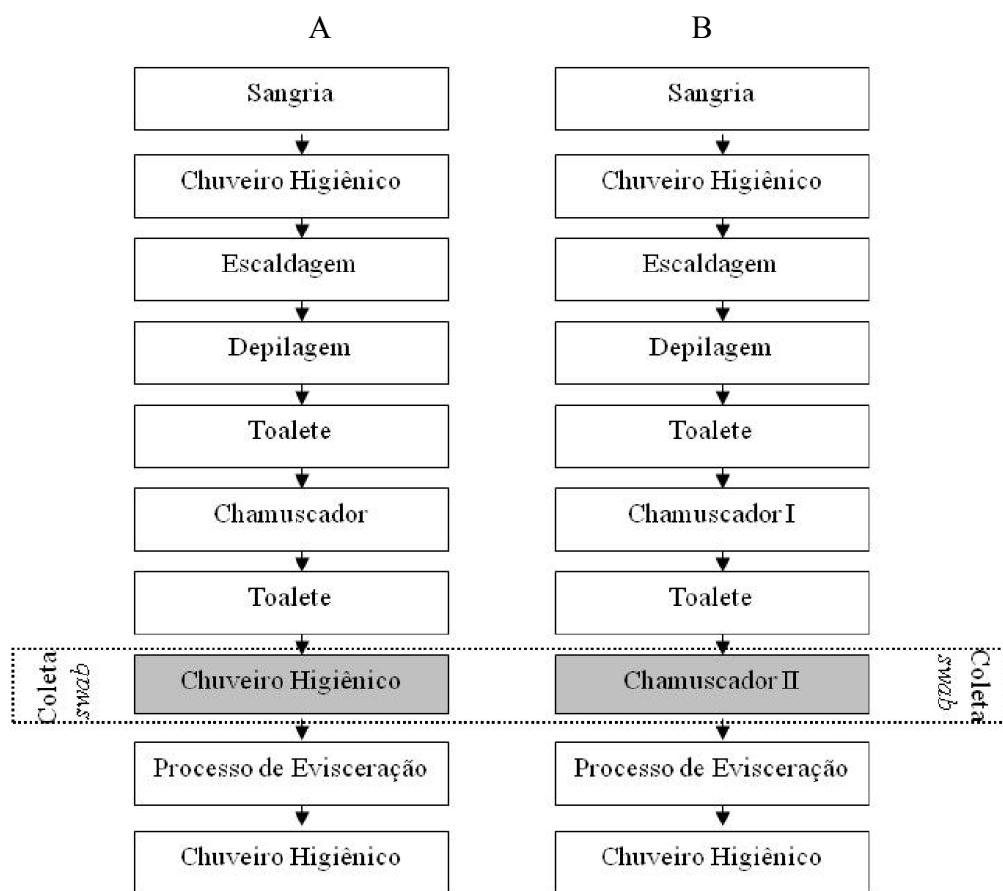 A B
Sangria Sangria
Chuveiro Higiênico Chuveiro Higiênico
Escaldagem Escaldagem
Depilagem Depilagem
Toalete Toalete
Chamuscador Chamuscador I
Toalete Toalete
Coleta
swab
Chuveiro Higiênico Chamuscador II
Coleta
swab
Processo de Evisceração Processo de Evisceração
Chuveiro Higiênico Chuveiro Higiênico